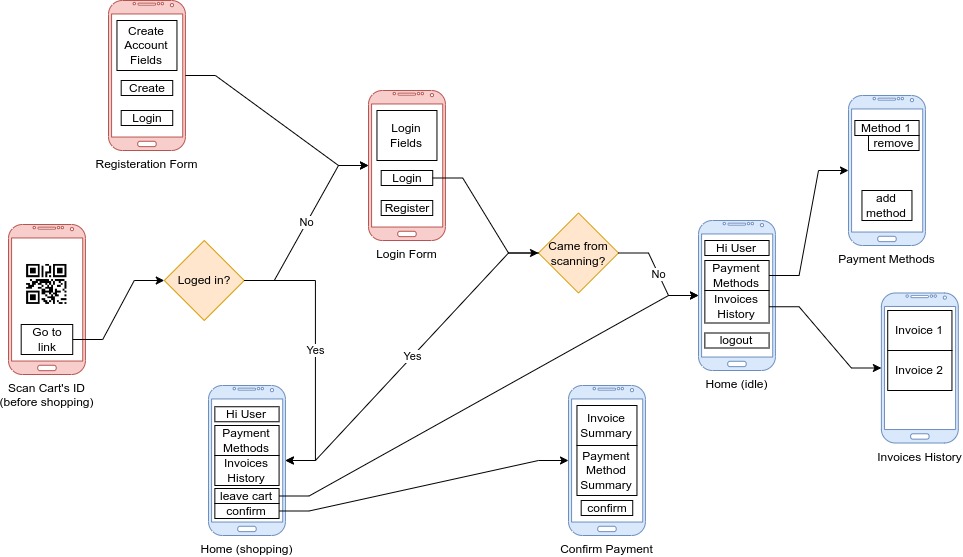 Create
Account
Fields
Create
Login
Registeration Form
Login
Fields
Login
Register
Login Form
Method 1
remove
add
method
Payment Methods
No
Go to
link
Scan Cart's ID
(before shopping)
Loged in?
Yes
Came from
scanning?
No
Yes
Hi User
Payment
Methods
Invoices
History
logout
Home (idle)
Invoice 1
Invoice 2
Invoices History
Hi User
Payment
Methods
Invoices
History
leave cart
confirm
Home (shopping)
Invoice
Summary
Payment
Method
Summary
confirm
Confirm Payment